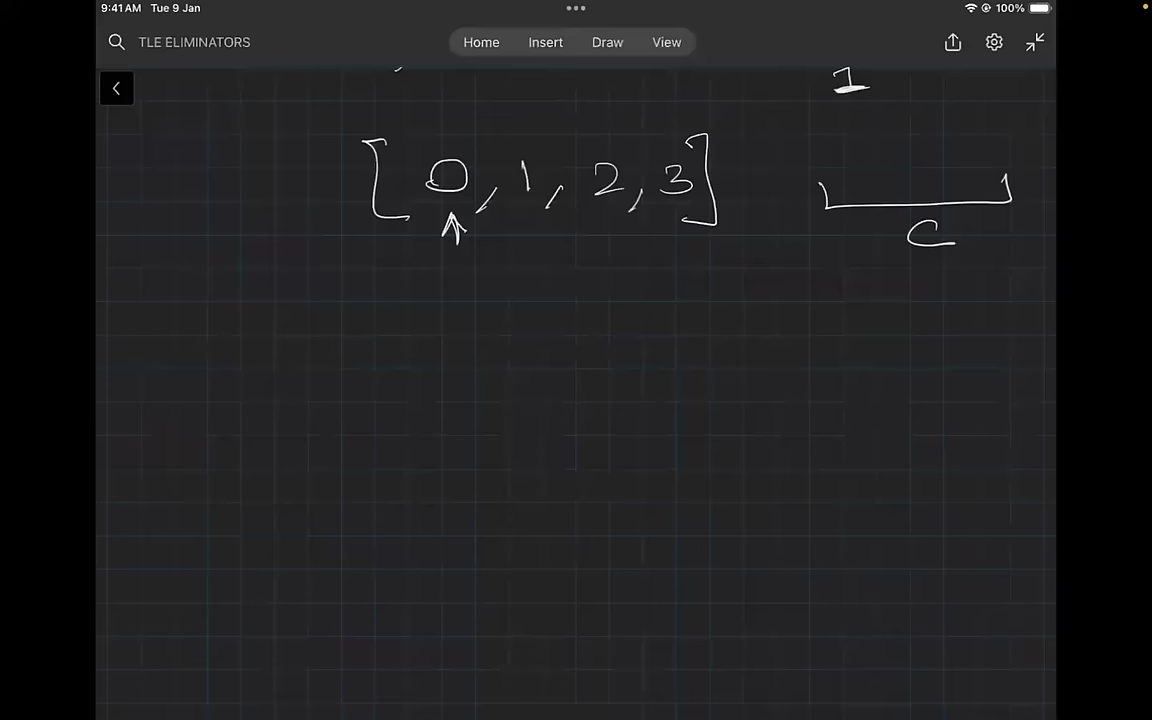 9:41 AM Tue 9 Jan 100%
TLE ELIMINATORS Home Insert Draw View
1
[ 0, 1, 2, 3 ]
C